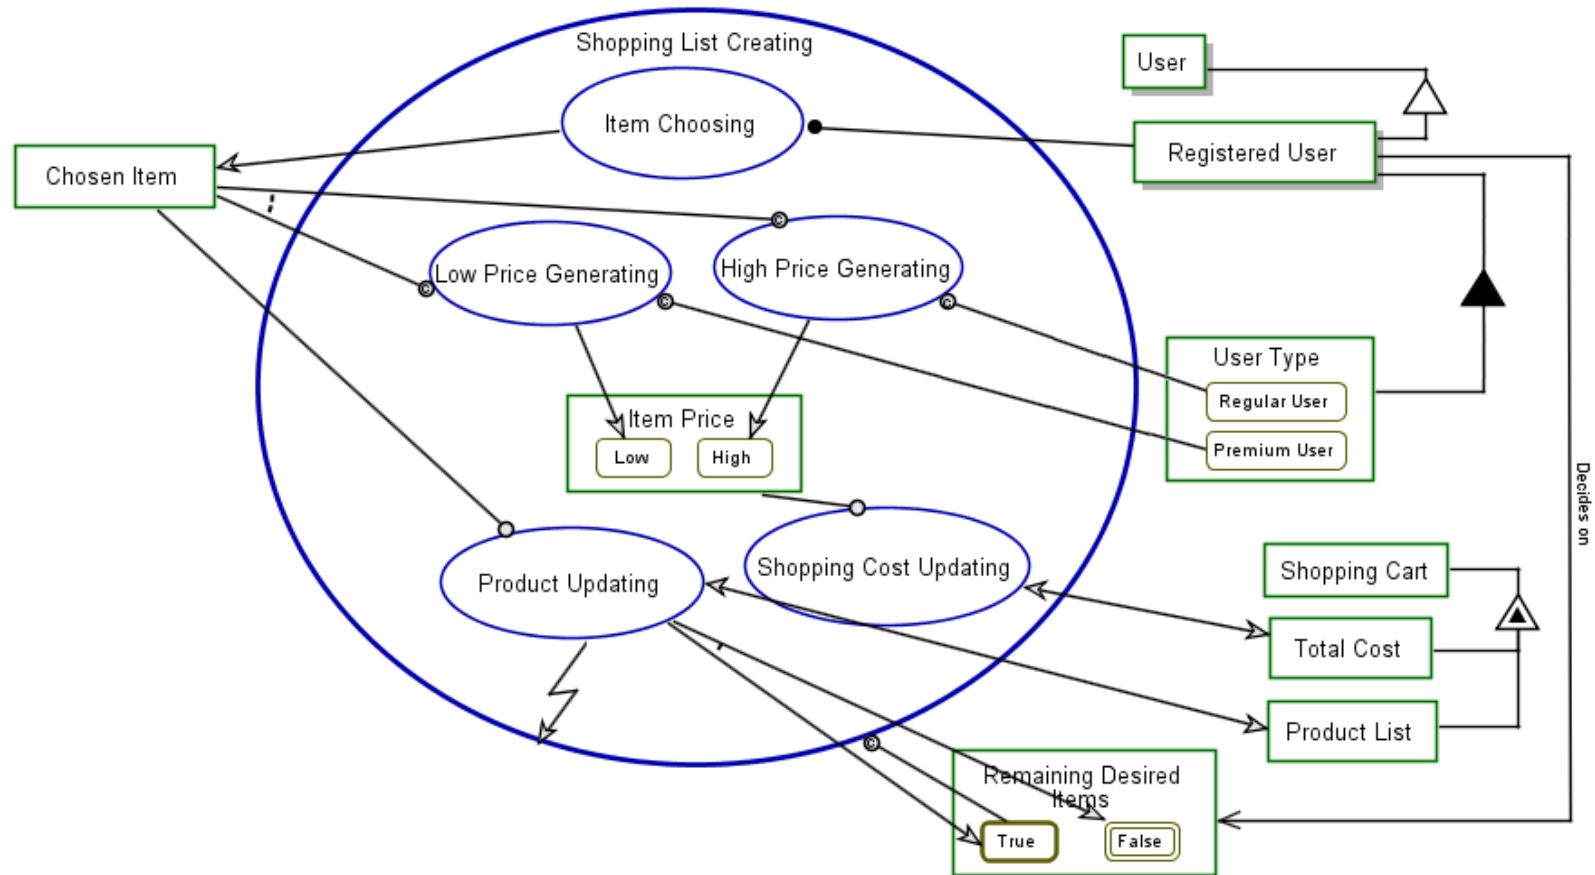 Shopping List Creating
User
Item Choosing
Registered User
Chosen Item
Low Price Generating
High Price Generating
User Type
Regular User
Premium User
Item Price
Low
High
Decides on
Product Updating
Shopping Cost Updating
Shopping Cart
Total Cost
Product List
Remaining Desired
Items
True
False
c
c
c
c
c